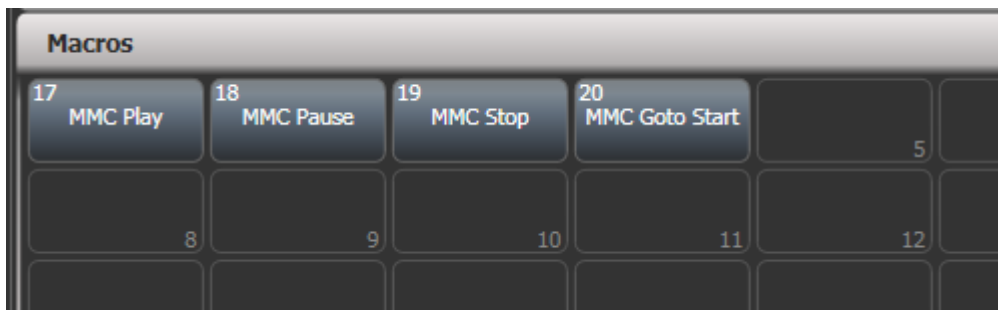 Macros
17 18 19 20
MMC Play MMC Pause MMC Stop MMC Goto Start
5
8 9 10 11 12